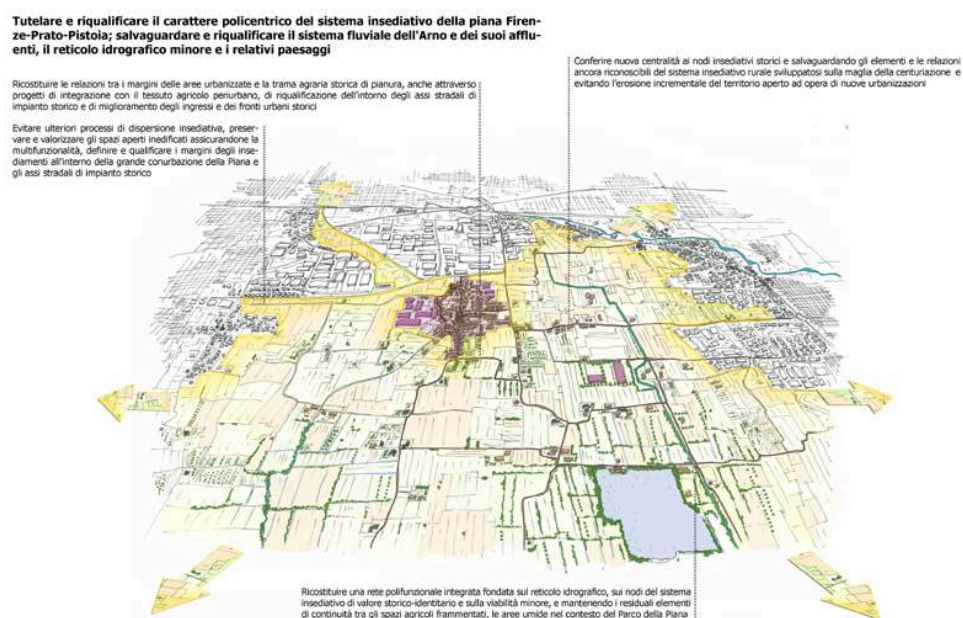 Tutelare e riqualificare il carattere policentrico del sistema insediativo della piana Firen-
ze-Prato-Pistoia; salvaguardare e riqualificare il sistema fluviale dell'Arno e dei suoi afflu-
enti, il reticolo idrografico minore e i relativi paesaggi
Ricostituire le relazioni tra i margini delle aree urbanizzate e la trama agraria storica di pianura, anche attraverso
progetti di integrazione con il tessuto agricolo periurbano, di riqualificazione dell'intorno degli assi stradali di
impianto storico e di miglioramento degli ingressi e dei fronti urbani storici
Evitare ulteriori processi di dispersione insediativa, preser-
vare e valorizzare gli spazi aperti inedificati assicurandone la
multifunzionalità, definire e qualificare i margini degli inse-
diamenti all'interno della grande conurbazione della Piana e
gli assi stradali di impianto storico
Conferire nuova centralità ai nodi insediativi storici e salvaguardando gli elementi e le relazioni
ancora riconoscibili del sistema insediativo rurale sviluppatosi sulla maglia della centuriazione e
evitando l'erosione incrementale del territorio aperto ad opera di nuove urbanizzazioni
Ricostituire una rete polifunzionale integrata fondata sul reticolo idrografico, sui nodi del sistema
insediativo di valore storico-identitario e sulla viabilità minore, e mantenendo i residuali elementi
di continuità tra gli spazi agricoli frammentati, le aree umide nel contesto del Parco della Piana